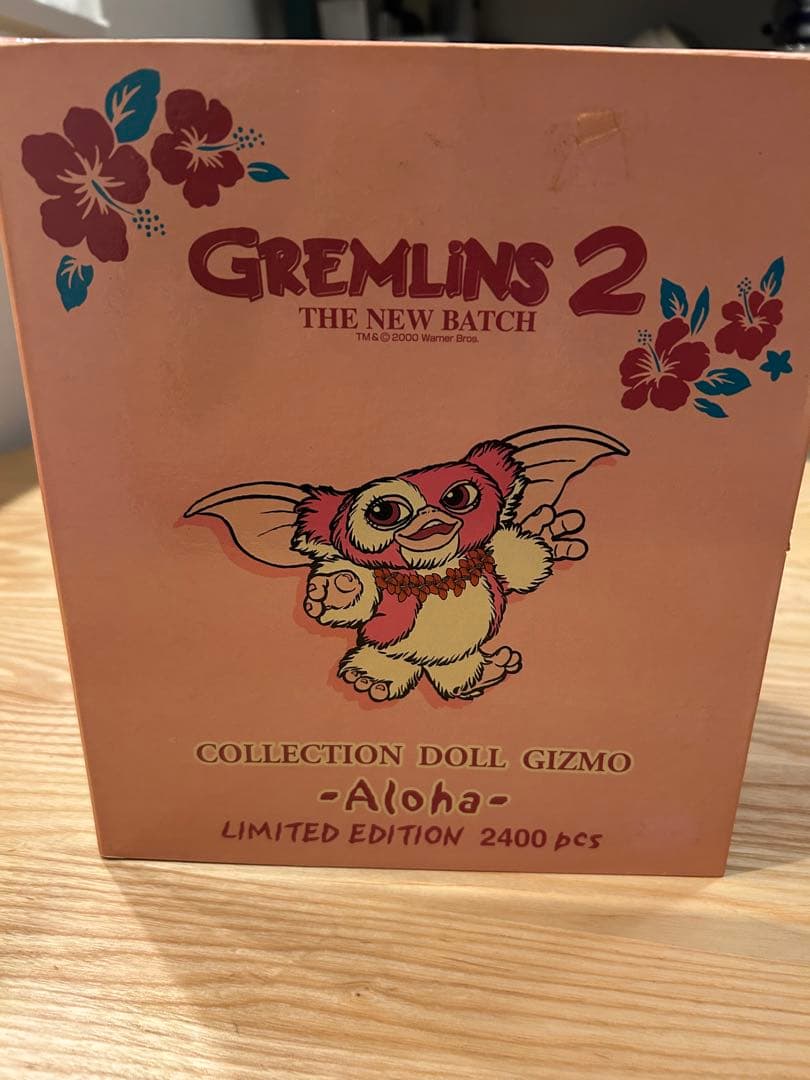 GREMLiNS 2
THE NEW BATCH
TM & © 2000 Warner Bros.
COLLECTION DOLL GIZMO
-Aloha-
LIMITED EDITION 2400 pcs